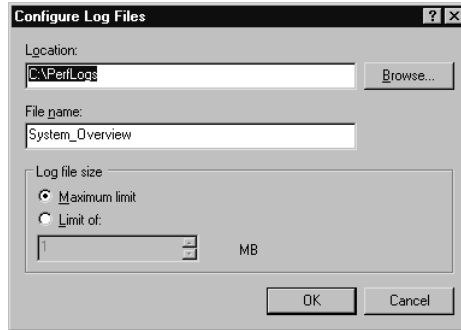 Configure Log Files
Location:
C:\PerfLogs
Browse...
File name:
System_Overview
Log file size
Maximum limit
Limit of:
1
MB
OK
Cancel